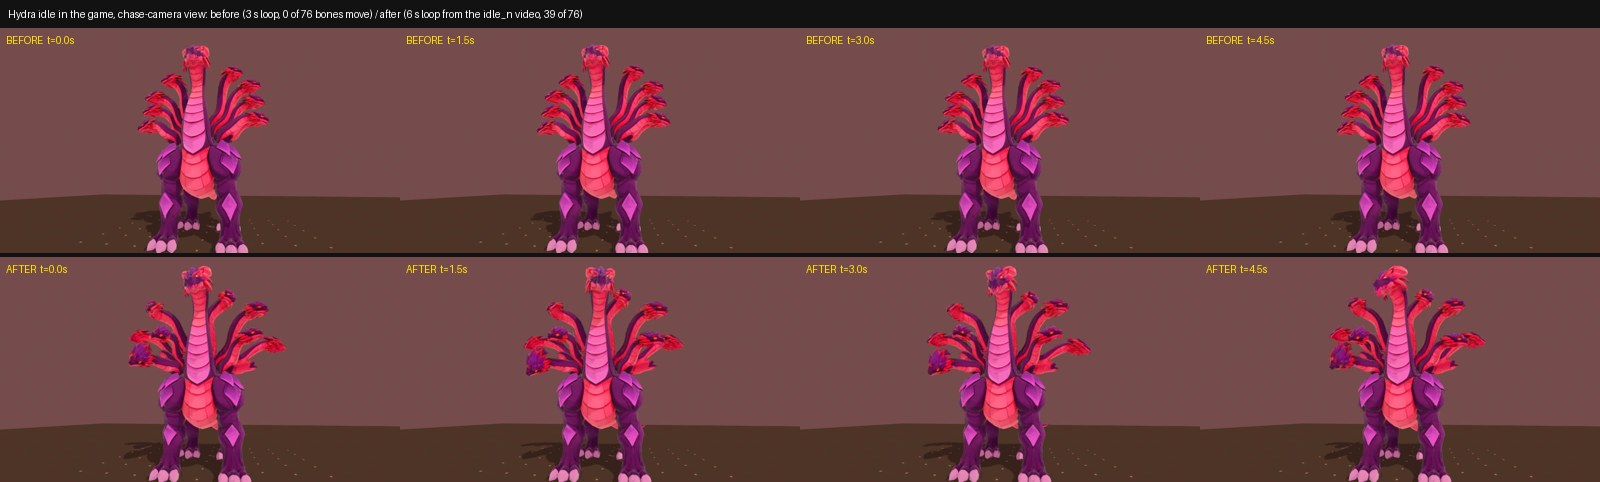 Hydra idle in the game, chase-camera view: before (3 s loop, 0 of 76 bones move) / after (6 s loop from the idle_n video, 39 of 76)
BEFORE t=0.0s
BEFORE t=1.5s
BEFORE t=3.0s
BEFORE t=4.5s
AFTER t=0.0s
AFTER t=1.5s
AFTER t=3.0s
AFTER t=4.5s